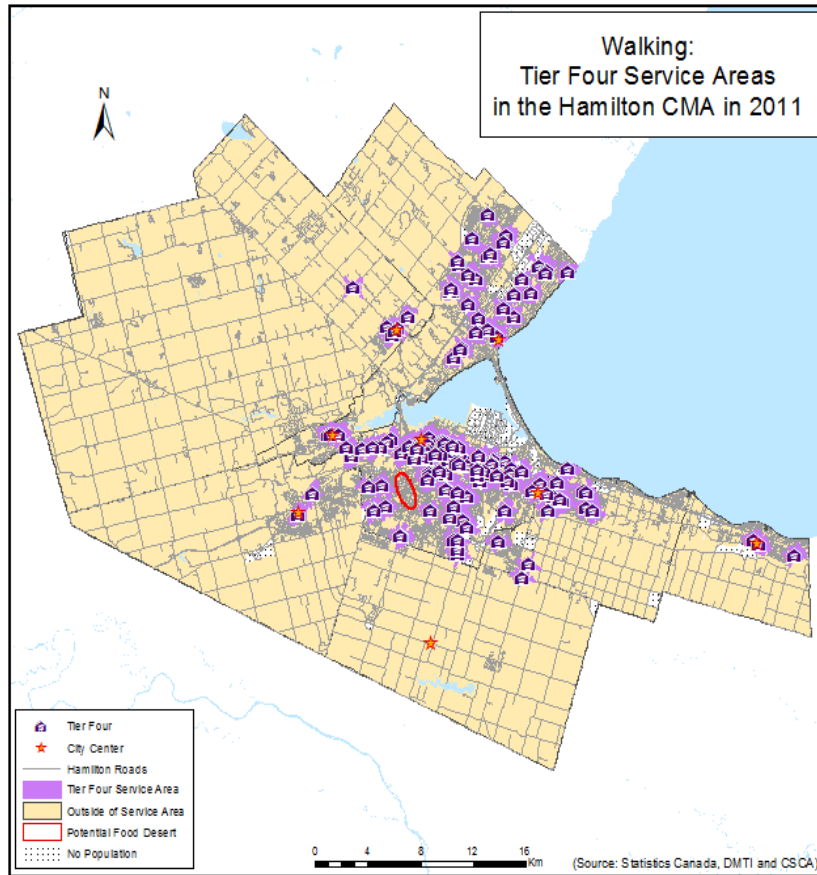 Walking:
Tier Four Service Areas
in the Hamilton CMA in 2011
N
Tier Four
City Center
Hamilton Roads
Tier Four Service Area
Outside of Service Area
Potential Food Desert
No Population
0 2 4 8 12 16
Km
(Source: Statistics Canada, DMTI and CSCA)